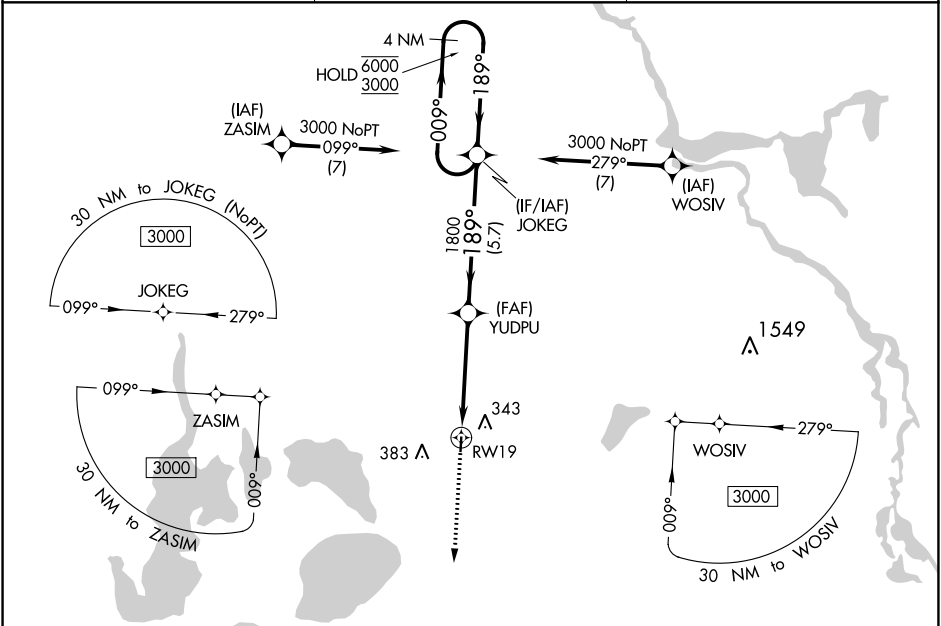 4 NM
HOLD 6000
3000
189°
009°
(IAF)
ZASIM
3000 NoPT
099°
(7)
3000 NoPT
279°
(7)
(IAF)
WOSIV
(IF/IAF)
JOKEG
1800
189°
(5.7)
30 NM to JOKEG (NoPT)
3000
JOKEG
099°
279°
(FAF)
YUDPU
1549
099°
ZASIM
3000
009°
30 NM to ZASIM
343
383
RW19
WOSIV
279°
009°
3000
30 NM to WOSIV